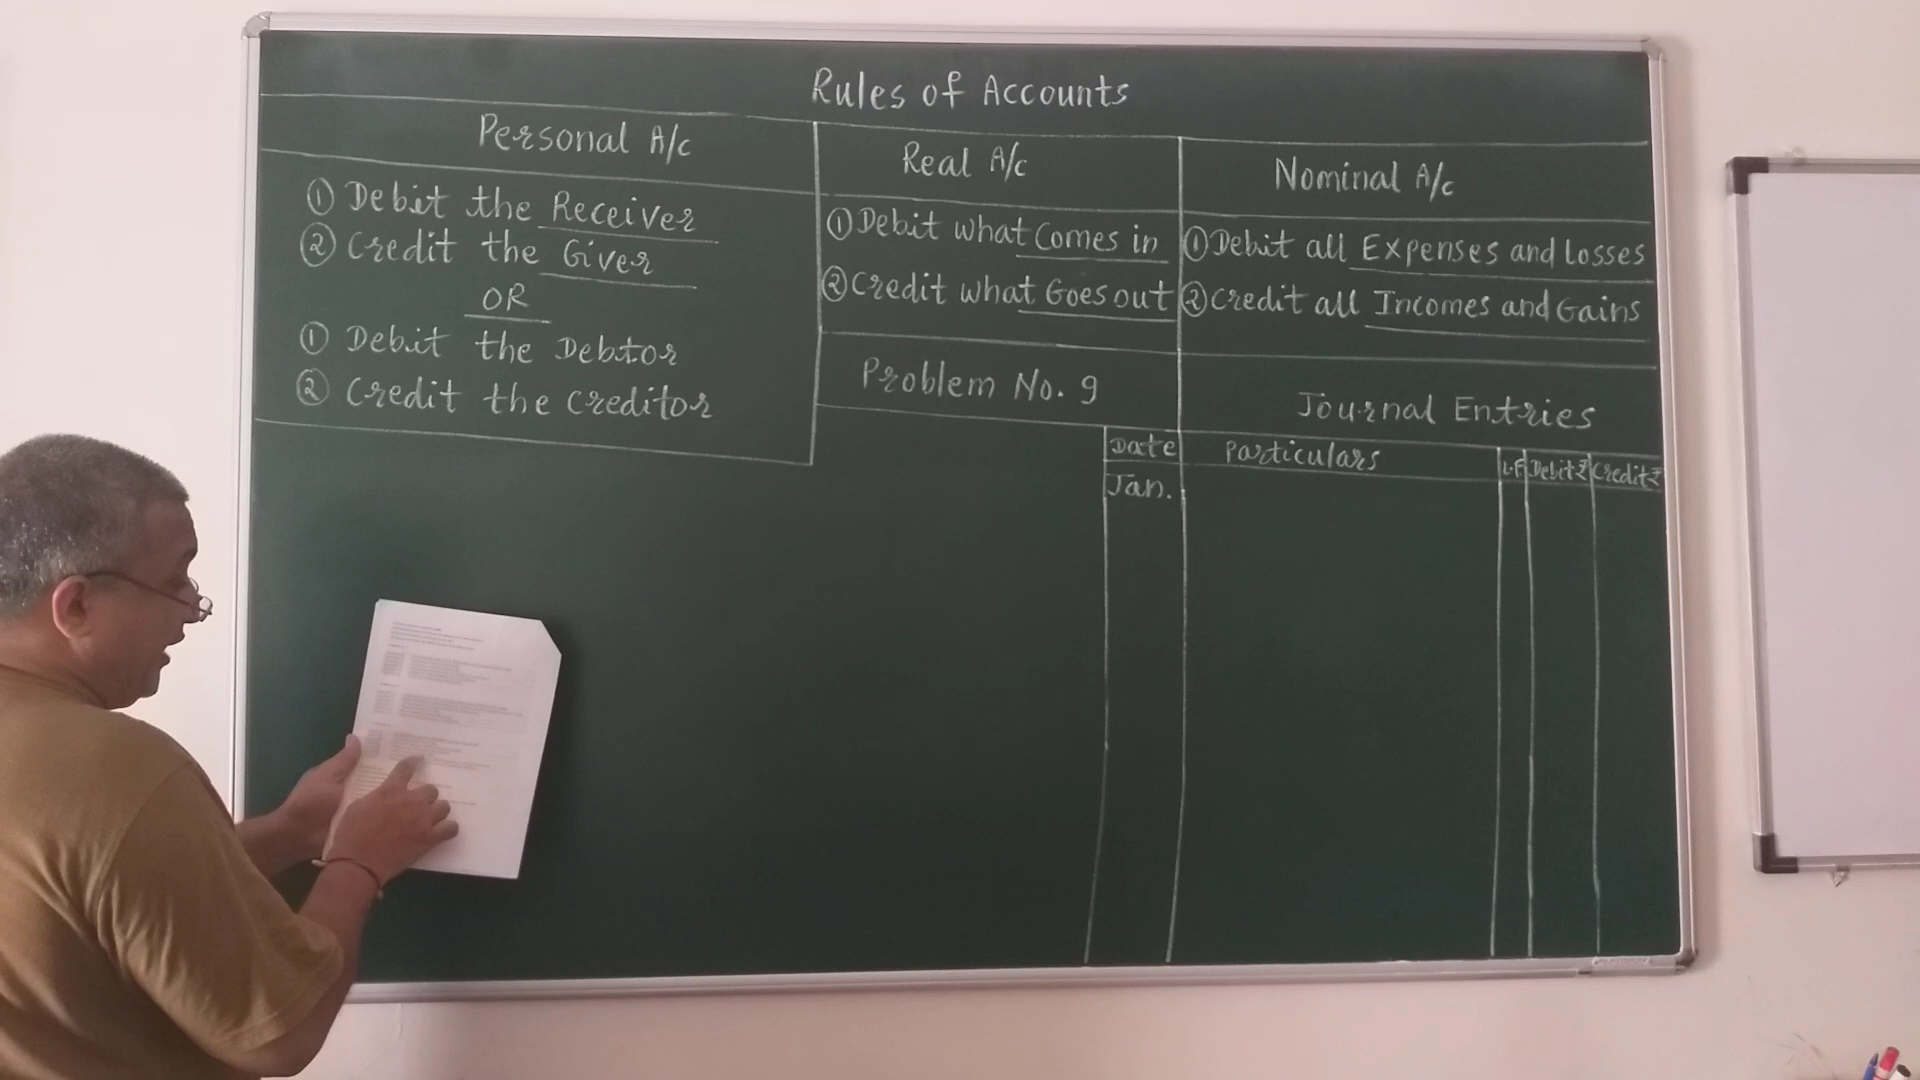 Rules of Accounts
Personal A/c
① Debit the Receiver
② Credit the Giver
OR
① Debit the Debtor
② Credit the Creditor
Real A/c
① Debit what Comes in
② Credit what Goes out
Nominal A/c
① Debit all Expenses and Losses
② Credit all Incomes and Gains
Problem No. 9
Journal Entries
Date Particulars L.F Debit₹ Credit₹
Jan.